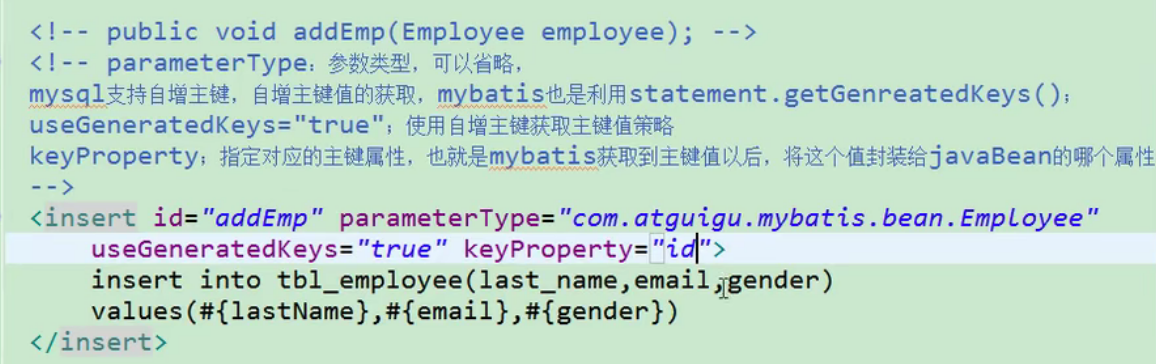 <!-- public void addEmp(Employee employee); -->
<!-- parameterType：参数类型，可以省略，
mysql支持自增主键，自增主键值的获取，mybatis也是利用statement.getGenreatedKeys()；
useGeneratedKeys="true"；使用自增主键获取主键值策略
keyProperty；指定对应的主键属性，也就是mybatis获取到主键值以后，将这个值封装给javaBean的哪个属性
-->
<insert id="addEmp" parameterType="com.atguigu.mybatis.bean.Employee"
useGeneratedKeys="true" keyProperty="id">
insert into tbl_employee(last_name,email,gender)
values(#{lastName},#{email},#{gender})
</insert>